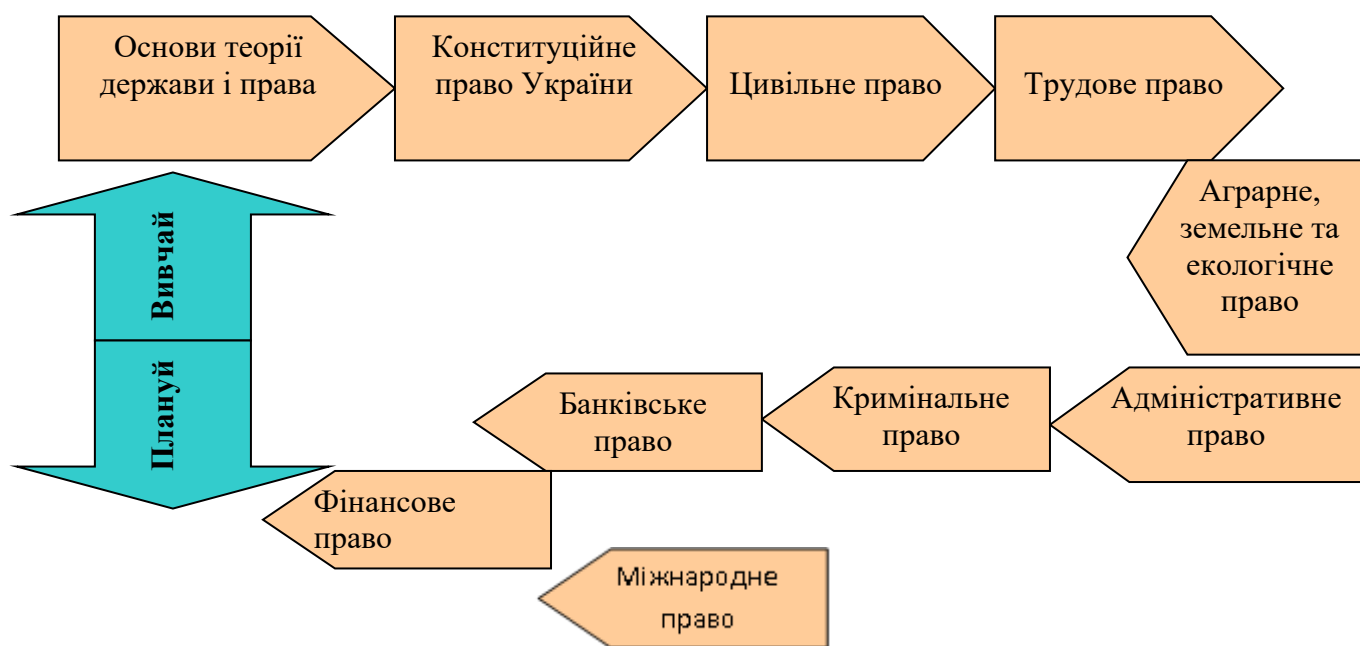 Основи теорії
держави і права
Конституційне
право України
Цивільне право
Трудове право
Аграрне,
земельне та
екологічне
право
Вивчай
Плануй
Банківське
право
Кримінальне
право
Адміністративне
право
Фінансове
право
Міжнародне
право